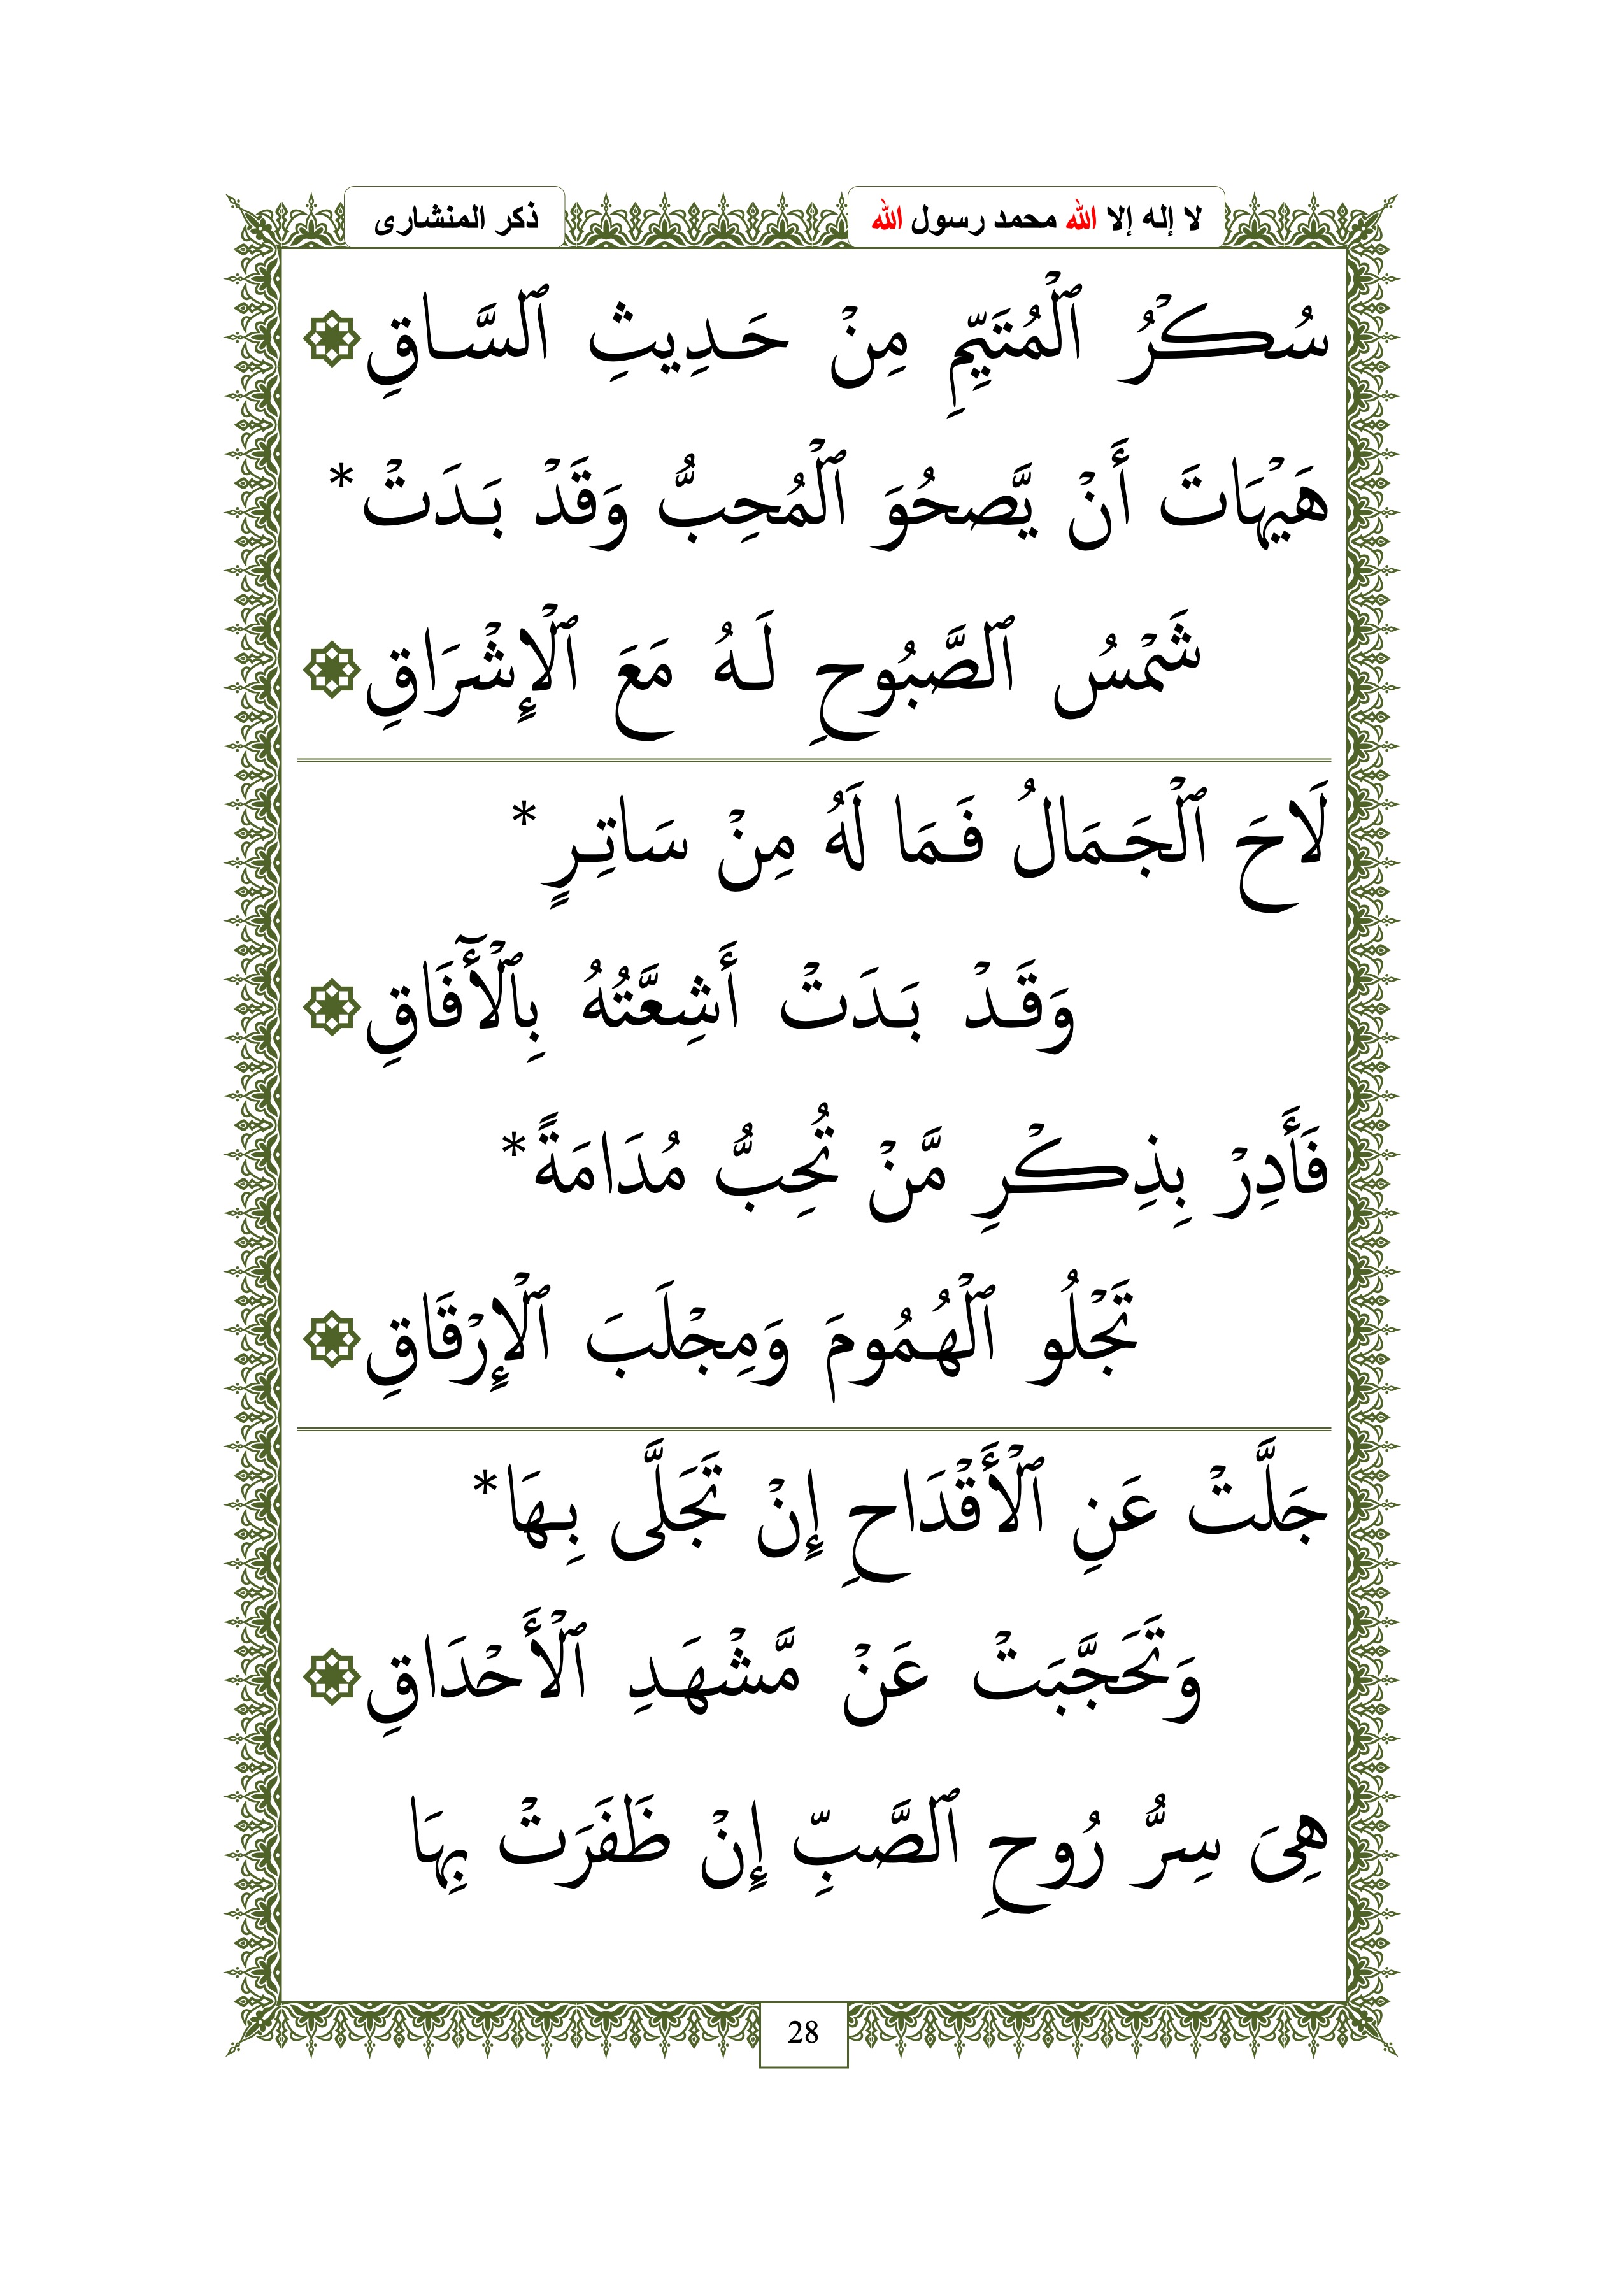 لا إله إلا الله محمد رسول الله
ذكر المنشارى
سُكْرُ ٱلْمُتَيِّمِ مِنْ حَدِيثِ ٱلسَّاقِ ۞
هَيْهَاتَ أَنْ يَّصحُوَ ٱلْمُحِبُّ وَقَدْ بَدَتْ *
شَمْسُ ٱلصَّبُوحِ لَهُ مَعَ ٱلْإِشْرَاقِ ۞
لَاحَ ٱلْجَمَالُ فَمَا لَهُ مِنْ سَاتِرٍ *
وَقَدْ بَدَتْ أَشِعَّتُهُ بِٱلْأٓفَاقِ ۞
فَأَدِرْ بِذِكْرِ مَّنْ تُحِبُّ مُدَامَةً *
تَجْلُو ٱلْهُمُومَ وَمِجْلَبَ ٱلْإِرْقَاقِ ۞
جَلَّتْ عَنِ ٱلْأَقْدَاحِ إِنْ تَجَلَّى بِهَا *
وَتَحَجَّبَتْ عَنْ مَّشْهَدِ ٱلْأَحْدَاقِ ۞
هِىَ سِرُّ رُوحِ ٱلصَّبِّ إِنْ ظَفَرَتْ بِهَا
28